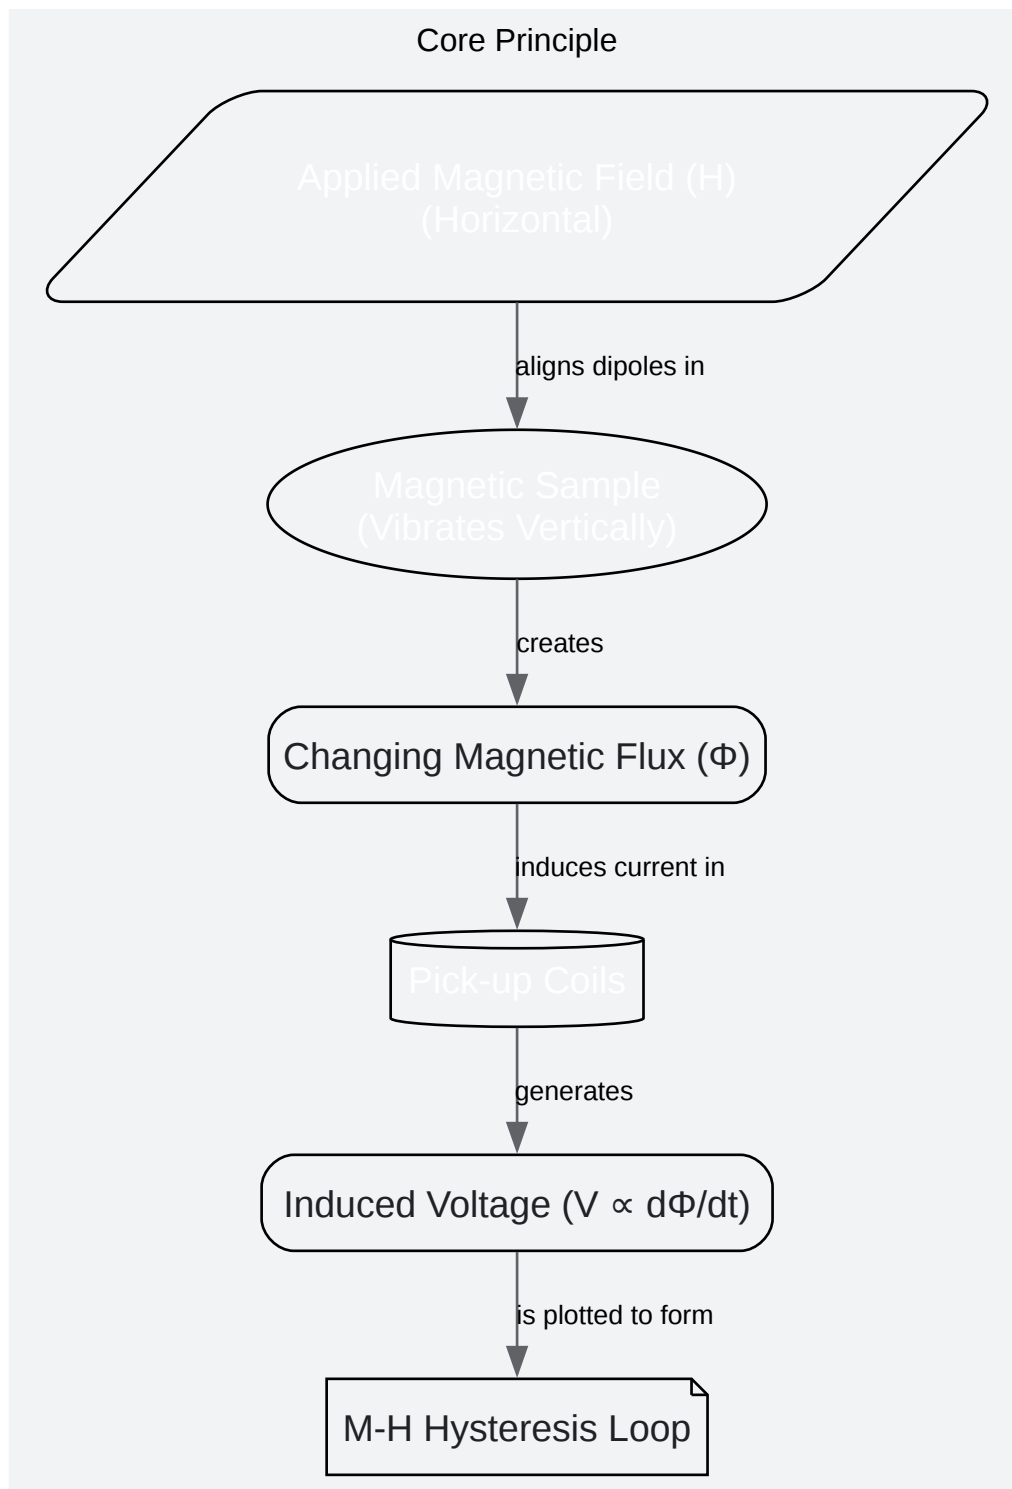 Core Principle
Applied Magnetic Field (H)
(Horizontal)
aligns dipoles in
Magnetic Sample
(Vibrates Vertically)
creates
Changing Magnetic Flux (Φ)
induces current in
Pick-up Coils
generates
Induced Voltage (V ∝ dΦ/dt)
is plotted to form
M-H Hysteresis Loop